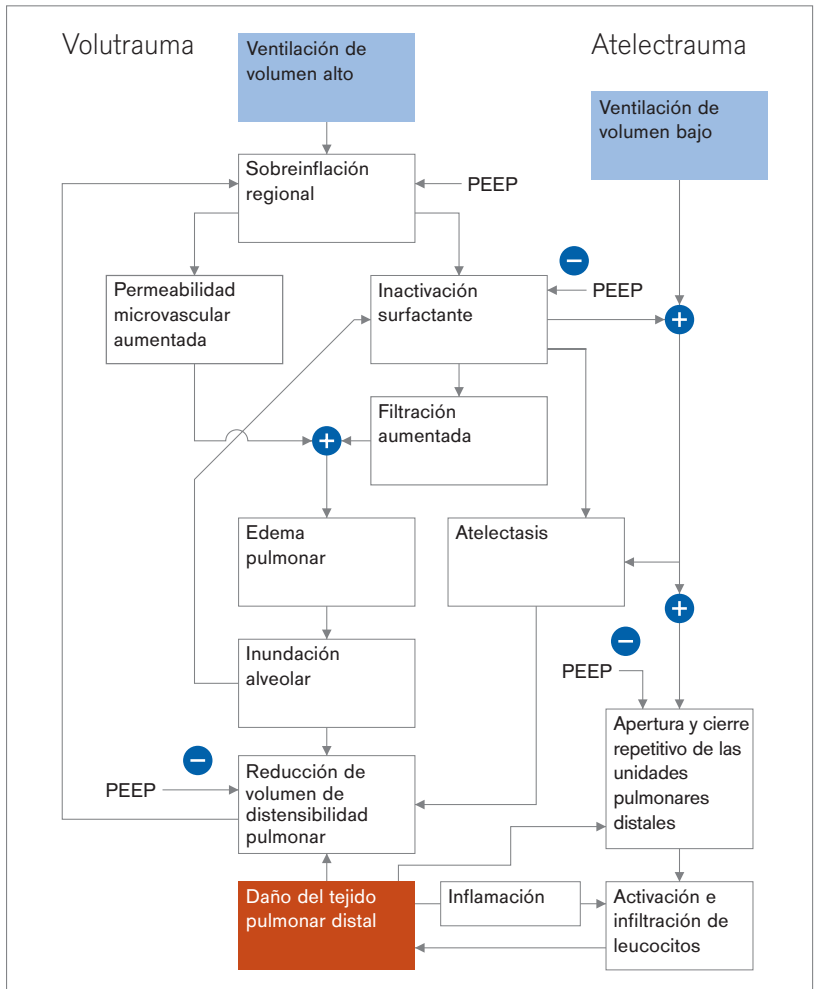 Volutrauma
Atelectrauma
Ventilación de
volumen alto
Ventilación de
volumen bajo
Sobreinflación
regional
PEEP
Permeabilidad
microvascular
aumentada
Inactivación
surfactante
−
PEEP
+
Filtración
aumentada
+
Edema
pulmonar
Atelectasis
+
Inundación
alveolar
−
PEEP
Apertura y cierre
repetitivo de las
unidades
pulmonares
distales
−
PEEP
Reducción de
volumen de
distensibilidad
pulmonar
Daño del tejido
pulmonar distal
Inflamación
Activación e
infiltración de
leucocitos